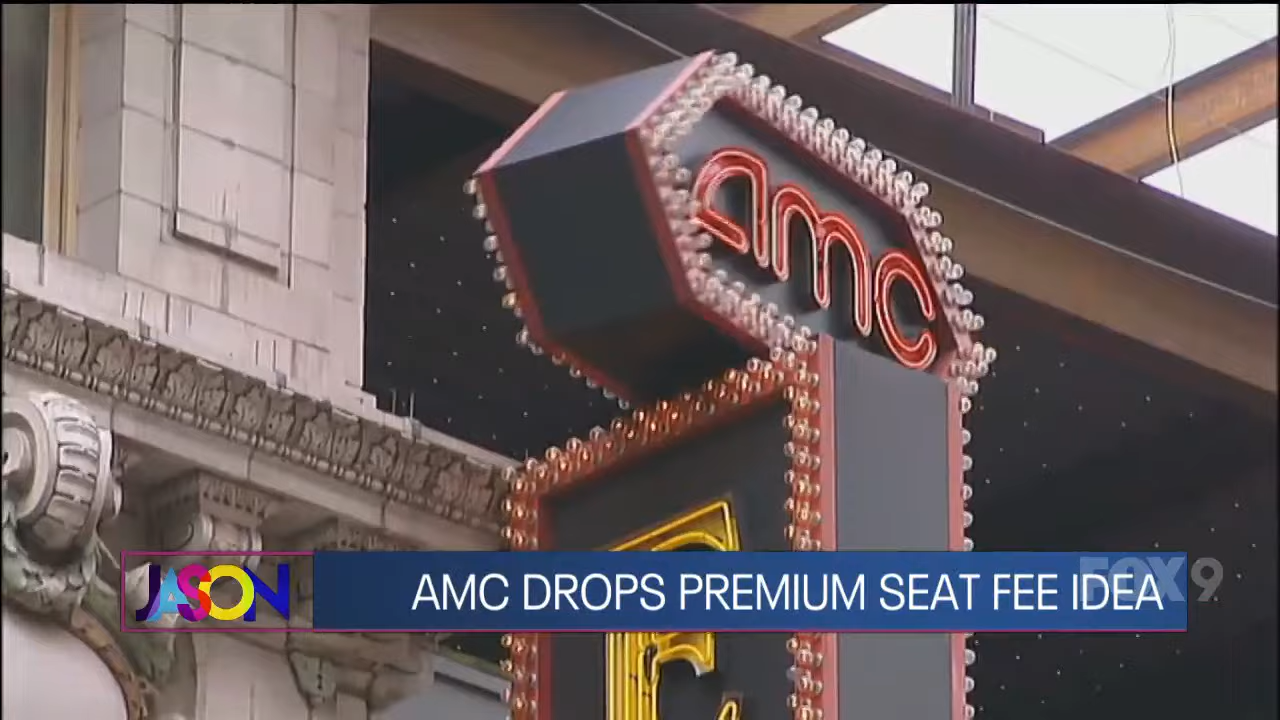 amc
E
JASON
AMC DROPS PREMIUM SEAT FEE IDEA
FOX 9